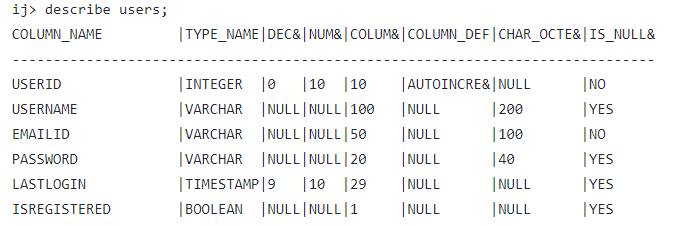 ij> describe users;
COLUMN_NAME         |TYPE_NAME|DEC&|NUM&|COLUM&|COLUMN_DEF|CHAR_OCTE&|IS_NULL&
------------------------------------------------------------------------------
USERID              |INTEGER  |0   |10  |10    |AUTOINCRE&|NULL      |NO
USERNAME            |VARCHAR  |NULL|NULL|100   |NULL      |200       |YES
EMAILID             |VARCHAR  |NULL|NULL|50    |NULL      |100       |NO
PASSWORD            |VARCHAR  |NULL|NULL|20    |NULL      |40        |YES
LASTLOGIN           |TIMESTAMP|9   |10  |29    |NULL      |NULL      |YES
ISREGISTERED        |BOOLEAN  |NULL|NULL|1     |NULL      |NULL      |YES